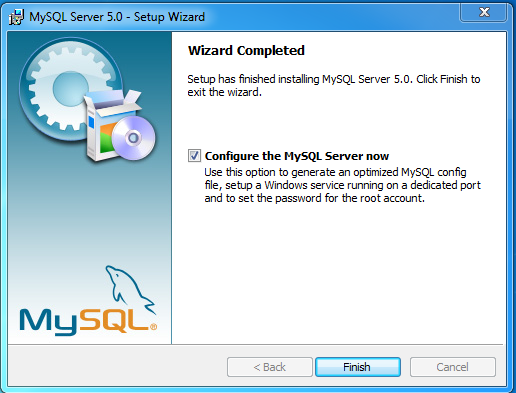 MySQL Server 5.0 - Setup Wizard
Wizard Completed
Setup has finished installing MySQL Server 5.0. Click Finish to
exit the wizard.
Configure the MySQL Server now
Use this option to generate an optimized MySQL config
file, setup a Windows service running on a dedicated port
and to set the password for the root account.
MySQL®
< Back
Finish
Cancel